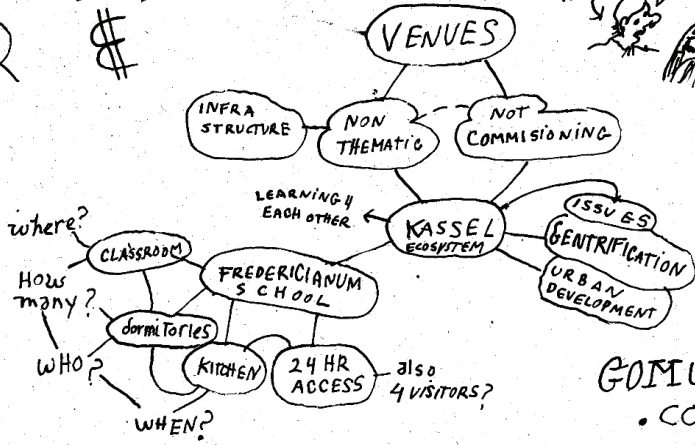 $
VENUES
INFRA
STRUCTURE
NON
THEMATIC
NOT
COMMISIONING
LEARNING 4
EACH OTHER
KASSEL
ECOSYSTEM
ISSUES
GENTRIFICATION
URBAN
DEVELOPMENT
where?
CLASSROOM
FREDERICIANUM
SCHOOL
How
many?
dormitories
WHO?
KITCHEN
24 HR
ACCESS
also
4 VISITORS?
WHEN?